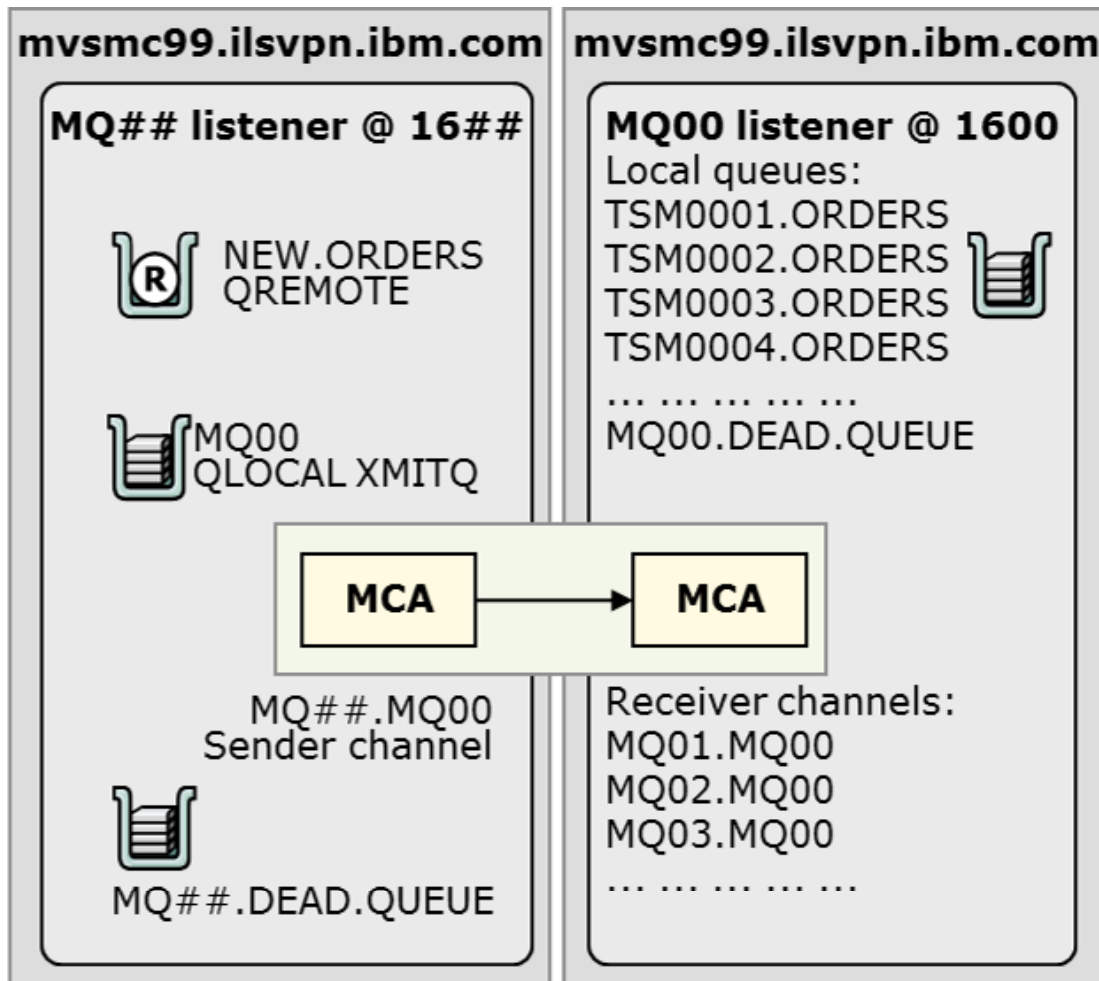 mvsmc99.ilsvpn.ibm.com
MQ## listener @ 16##
R
NEW.ORDERS
QREMOTE
MQ00
QLOCAL XMITQ
MCA
MQ##.MQ00
Sender channel
MQ##.DEAD.QUEUE
mvsmc99.ilsvpn.ibm.com
MQ00 listener @ 1600
Local queues:
TSM0001.ORDERS
TSM0002.ORDERS
TSM0003.ORDERS
TSM0004.ORDERS
... ... ... ... ...
MQ00.DEAD.QUEUE
MCA
Receiver channels:
MQ01.MQ00
MQ02.MQ00
MQ03.MQ00
... ... ... ... ...